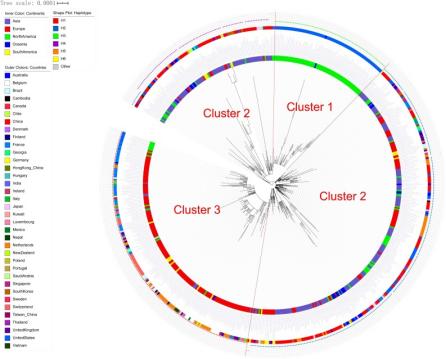 Tree scale: 0.0001
Inner Color: Continents
Asia
Europe
NorthAmerica
Oceania
SouthAmerica
Shape Plot: Haplotype
H1
H2
H3
H4
H5
H6
Other
Outer Colors: Countries
Australia
Belgium
Brazil
Cambodia
Canada
Chile
China
Denmark
Finland
France
Georgia
Germany
HongKong_China
Hungary
India
Ireland
Italy
Japan
Kuwait
Luxembourg
Mexico
Nepal
Netherlands
NewZealand
Poland
Portugal
SaudiArabia
Singapore
SouthKorea
Sweden
Switzerland
Taiwan_China
Thailand
UnitedKingdom
UnitedStates
Vietnam
Cluster 2
Cluster 1
Cluster 2
Cluster 3